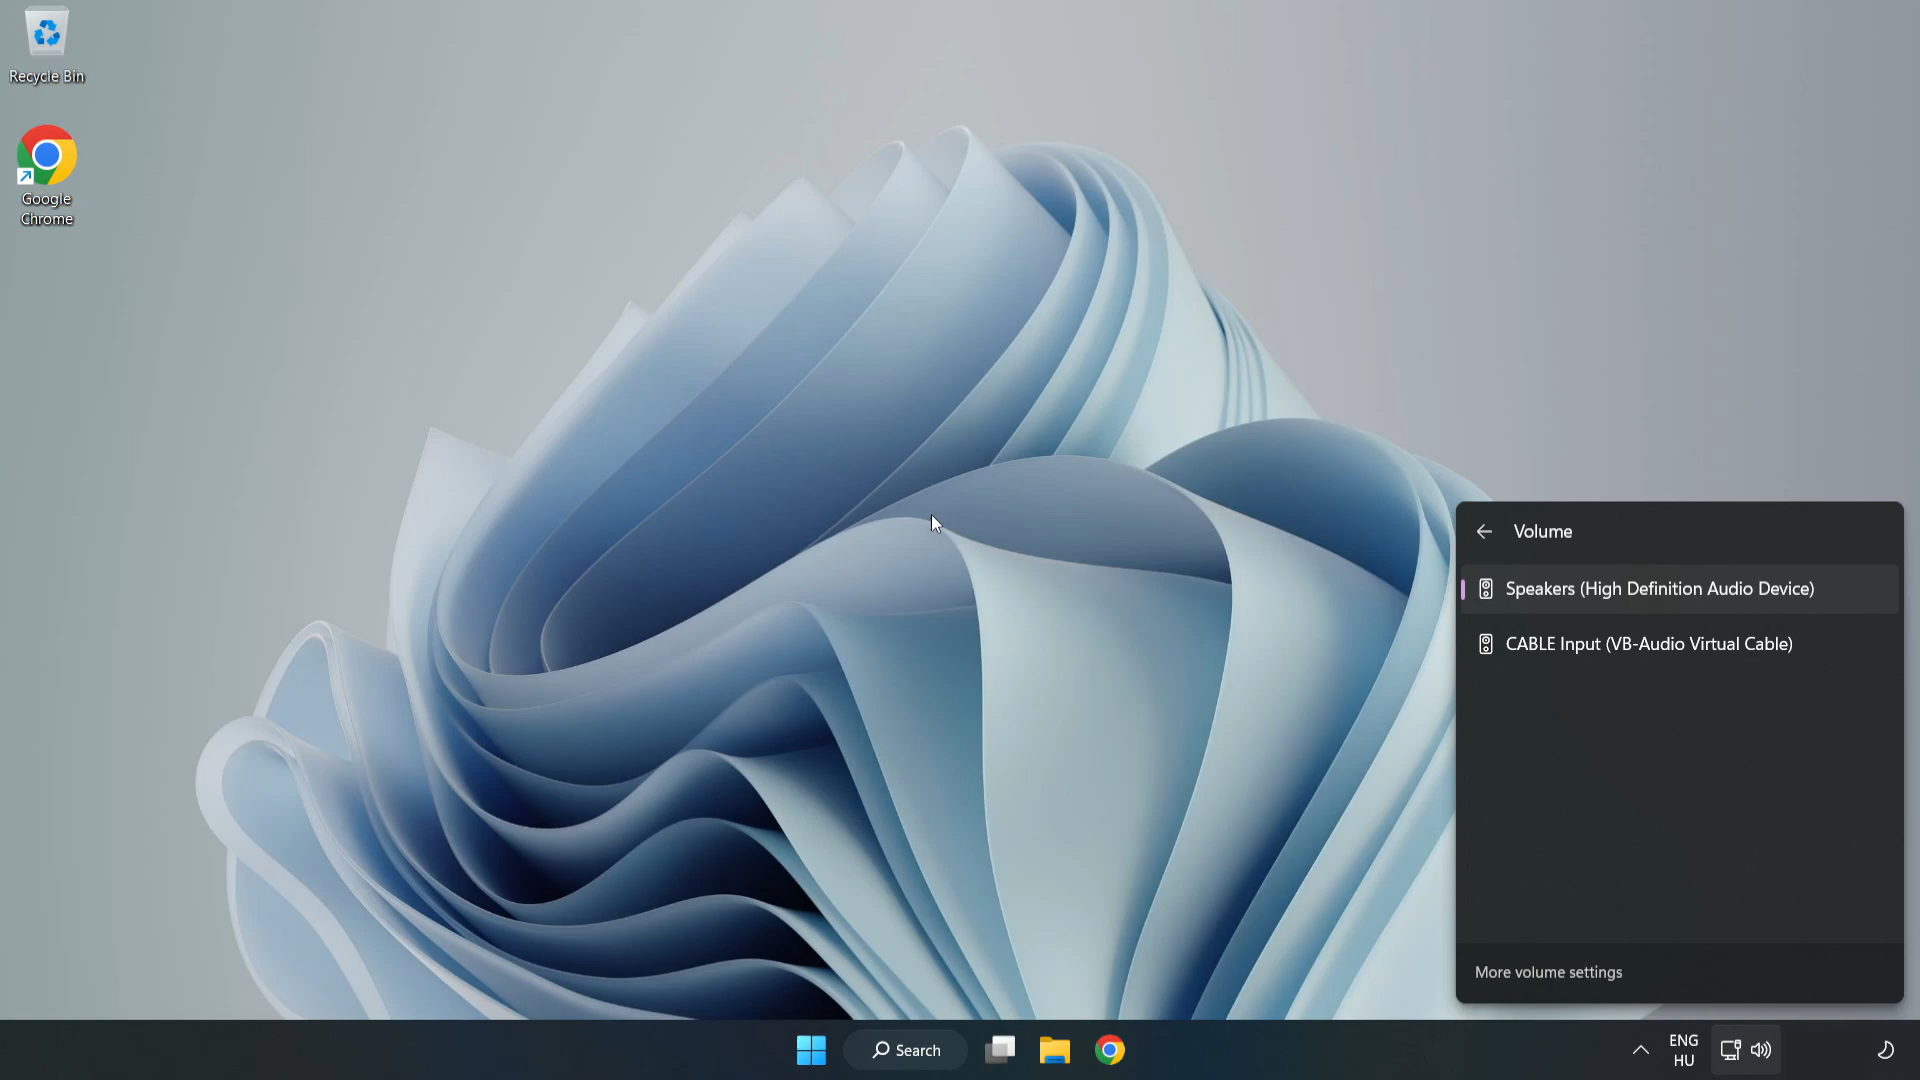 Recycle Bin
Google
Chrome
Volume
Speakers (High Definition Audio Device)
CABLE Input (VB-Audio Virtual Cable)
More volume settings
Search
ENG
HU